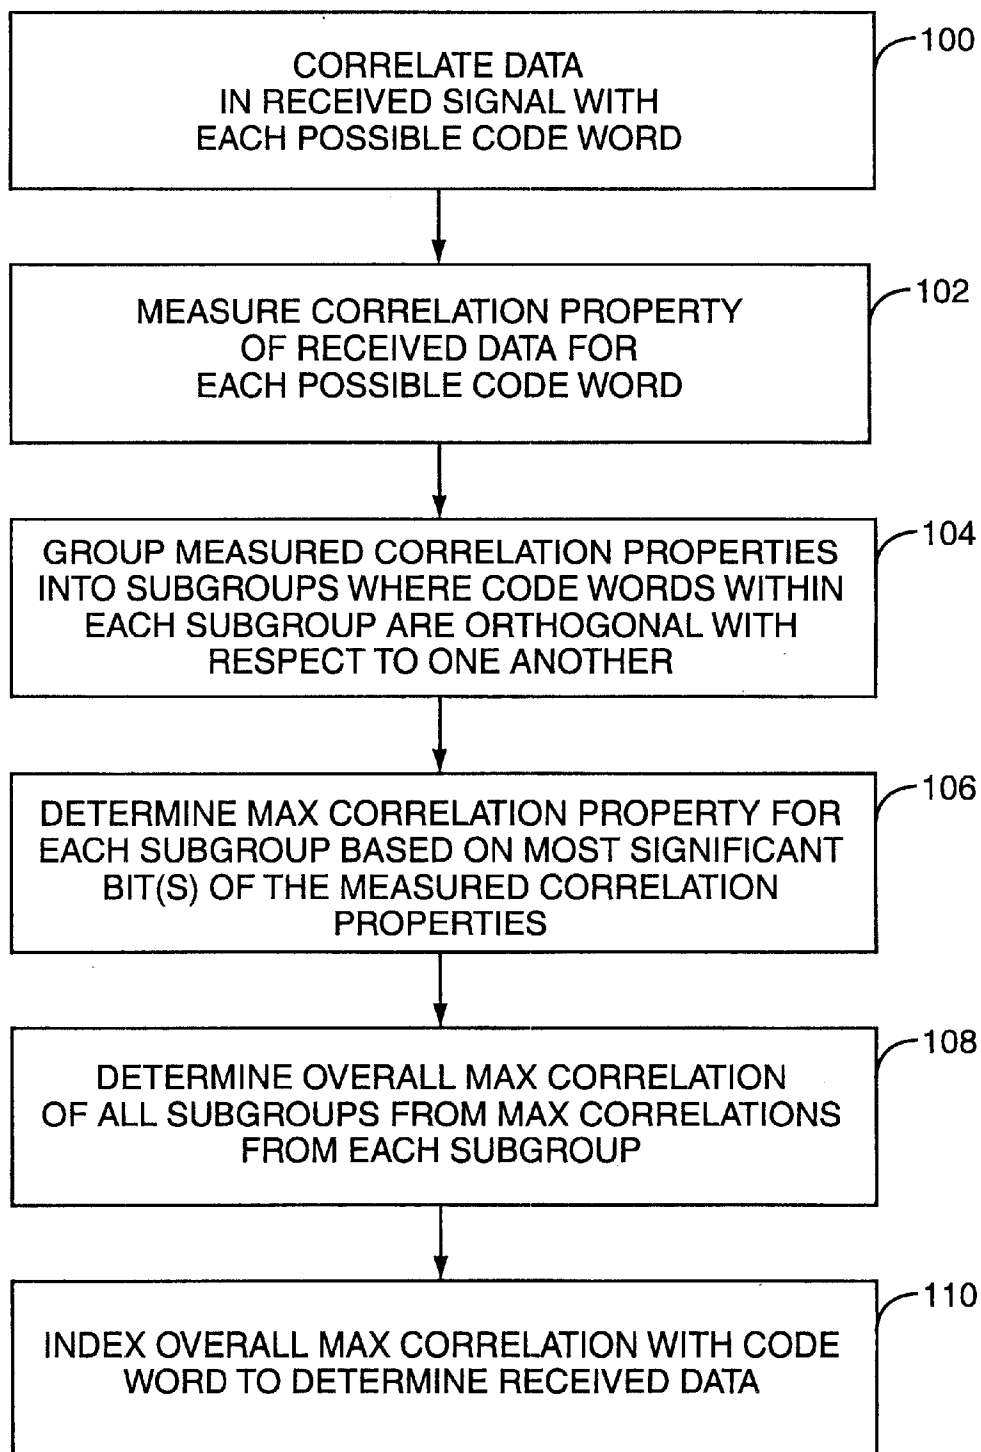 CORRELATE DATA
IN RECEIVED SIGNAL WITH
EACH POSSIBLE CODE WORD
100
MEASURE CORRELATION PROPERTY
OF RECEIVED DATA FOR
EACH POSSIBLE CODE WORD
102
GROUP MEASURED CORRELATION PROPERTIES
INTO SUBGROUPS WHERE CODE WORDS WITHIN
EACH SUBGROUP ARE ORTHOGONAL WITH
RESPECT TO ONE ANOTHER
104
DETERMINE MAX CORRELATION PROPERTY FOR
EACH SUBGROUP BASED ON MOST SIGNIFICANT
BIT(S) OF THE MEASURED CORRELATION
PROPERTIES
106
DETERMINE OVERALL MAX CORRELATION
OF ALL SUBGROUPS FROM MAX CORRELATIONS
FROM EACH SUBGROUP
108
INDEX OVERALL MAX CORRELATION WITH CODE
WORD TO DETERMINE RECEIVED DATA
110